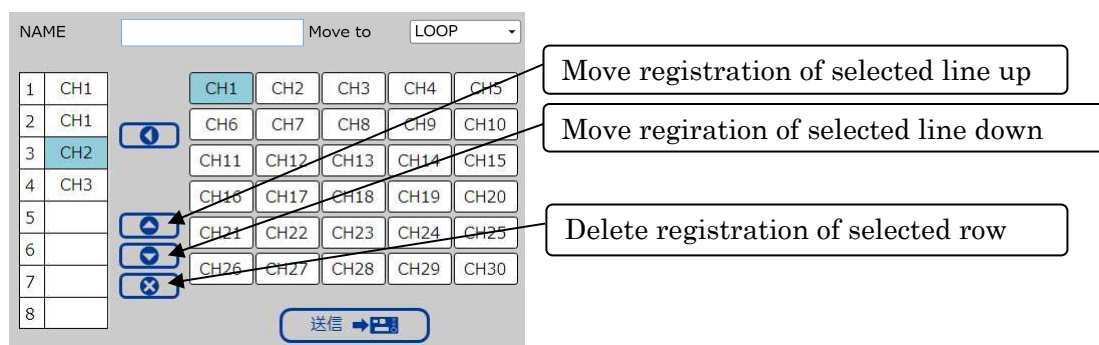 NAME Move to LOOP
Move registration of selected line up
1 CH1 CH1 CH2 CH3 CH4 CH5
2 CH1 CH6 CH7 CH8 CH9 CH10
Move regiration of selected line down
3 CH2 CH11 CH12 CH13 CH14 CH15
4 CH3 CH16 CH17 CH18 CH19 CH20
5 CH21 CH22 CH23 CH24 CH25
Delete registration of selected row
6
7 CH26 CH27 CH28 CH29 CH30
8
送信